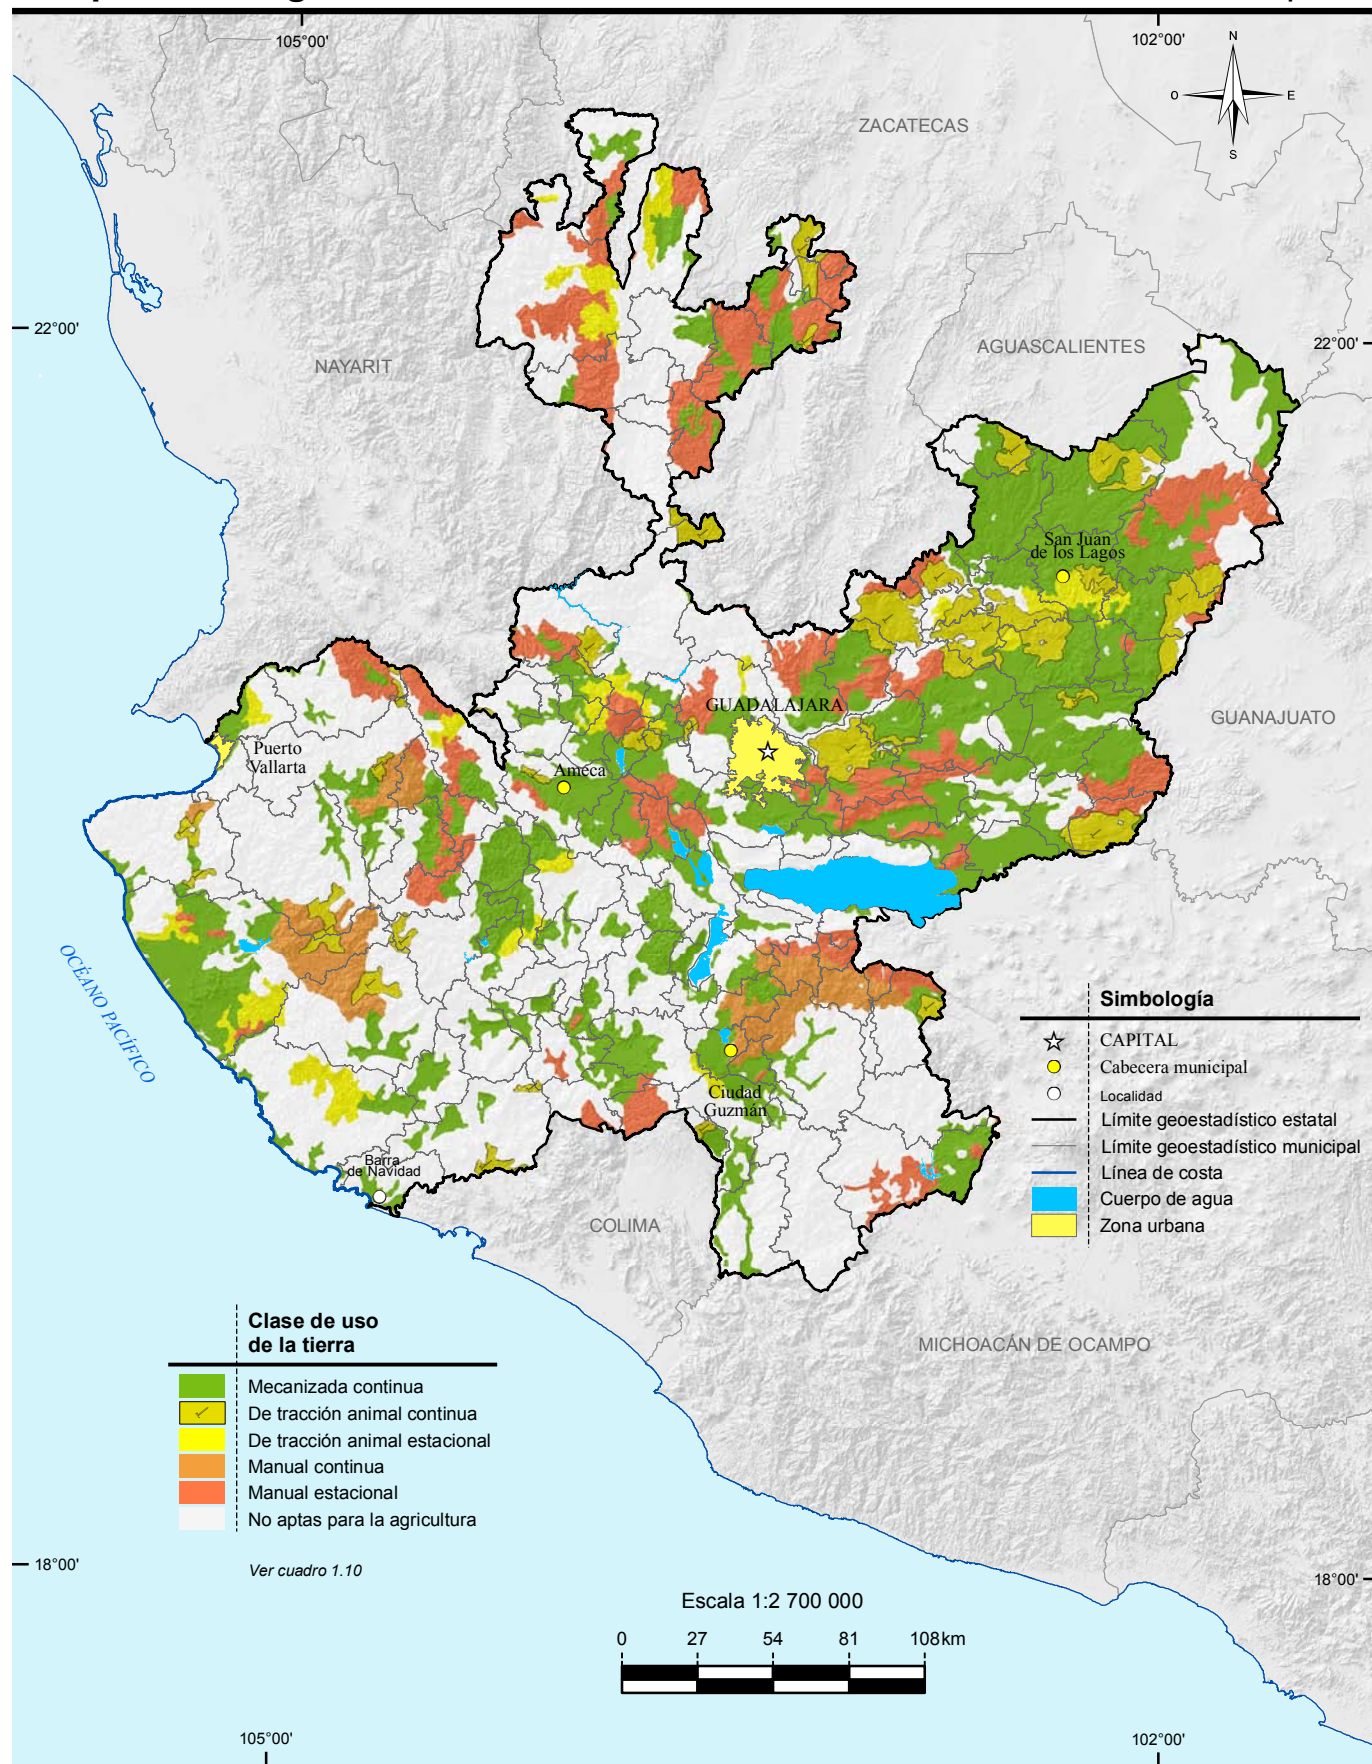 105°00'
102°00'
N
O
E
S
ZACATECAS
22°00'
22°00'
NAYARIT
AGUASCALIENTES
San Juan
de los Lagos
GUADALAJARA
GUANAJUATO
Puerto
Vallarta
Ameca
OCÉANO PACÍFICO
Ciudad
Guzmán
Barra
de Navidad
COLIMA
MICHOACÁN DE OCAMPO
Simbología
CAPITAL
Cabecera municipal
Localidad
Límite geoestadístico estatal
Límite geoestadístico municipal
Línea de costa
Cuerpo de agua
Zona urbana
Clase de uso
de la tierra
Mecanizada continua
De tracción animal continua
De tracción animal estacional
Manual continua
Manual estacional
No aptas para la agricultura
Ver cuadro 1.10
18°00'
18°00'
Escala 1:2 700 000
0 27 54 81 108km
105°00'
102°00'